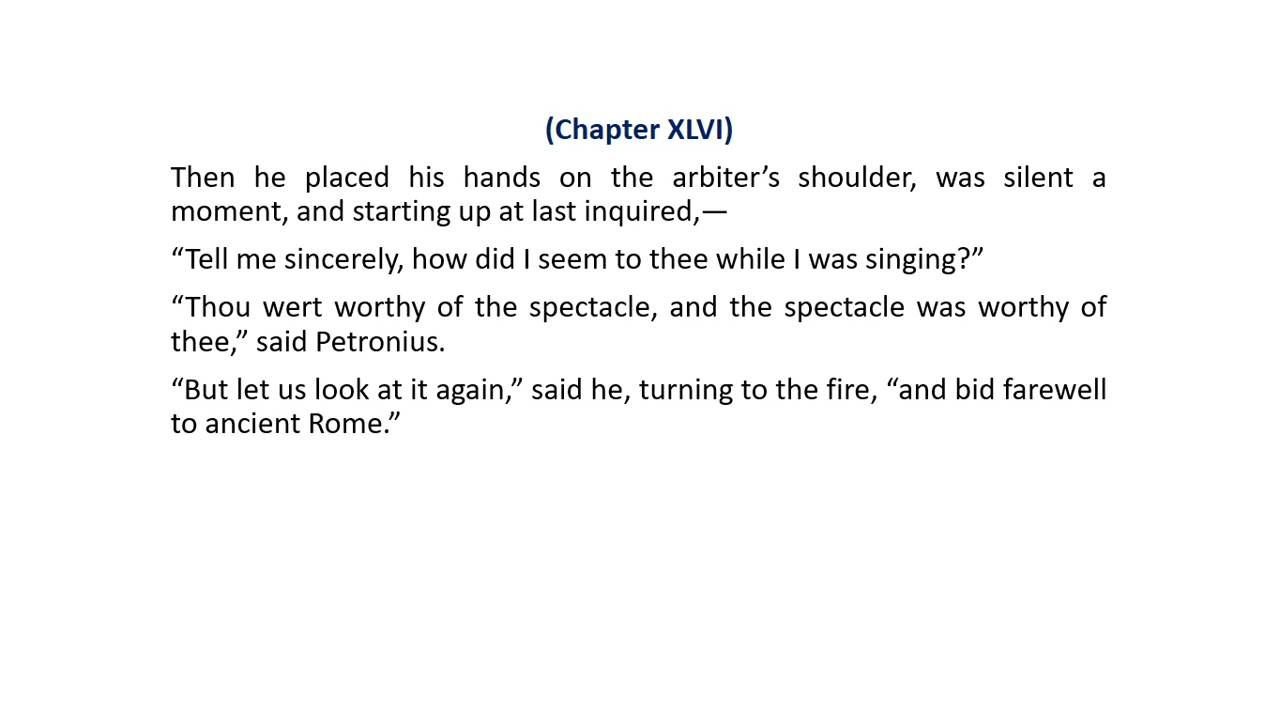 (Chapter XLVI)
Then he placed his hands on the arbiter’s shoulder, was silent a
moment, and starting up at last inquired,—
“Tell me sincerely, how did I seem to thee while I was singing?”
“Thou wert worthy of the spectacle, and the spectacle was worthy of
thee,” said Petronius.
“But let us look at it again,” said he, turning to the fire, “and bid farewell
to ancient Rome.”